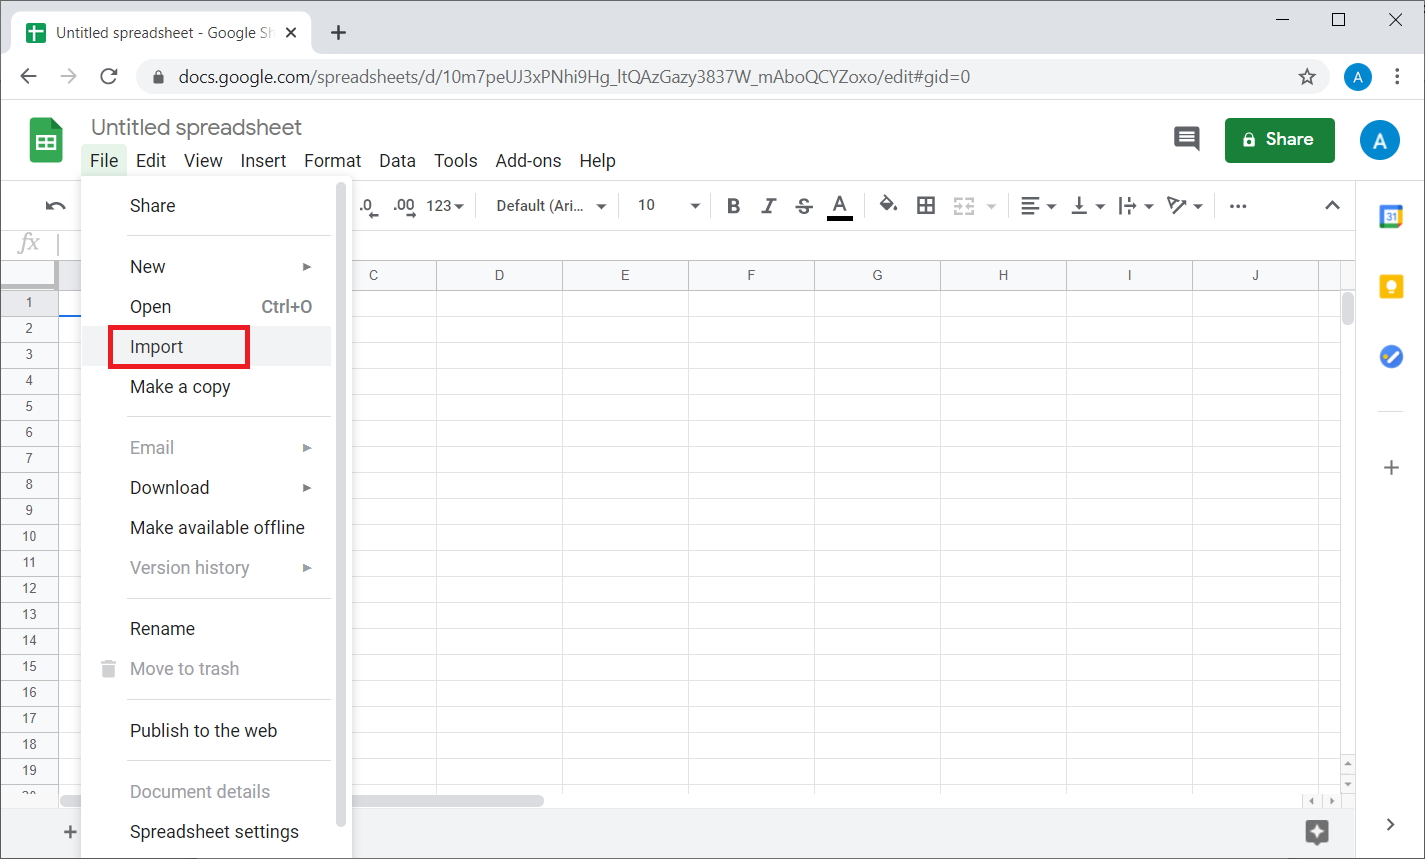 Untitled spreadsheet - Google Sh
docs.google.com/spreadsheets/d/10m7peUJ3xPNhi9Hg_ltQAzGazy3837W_mAboQCYZoxo/edit#gid=0
A
Untitled spreadsheet
File Edit View Insert Format Data Tools Add-ons Help
Share
A
.0 .00 123 Default (Ari... 10 B I S A
31
fx
Share
New
Open Ctrl+O
Import
Make a copy
Email
Download
Make available offline
Version history
Rename
Move to trash
Publish to the web
Document details
Spreadsheet settings
C D E F G H I J
1
2
3
4
5
6
7
8
9
10
11
12
13
14
15
16
17
18
19